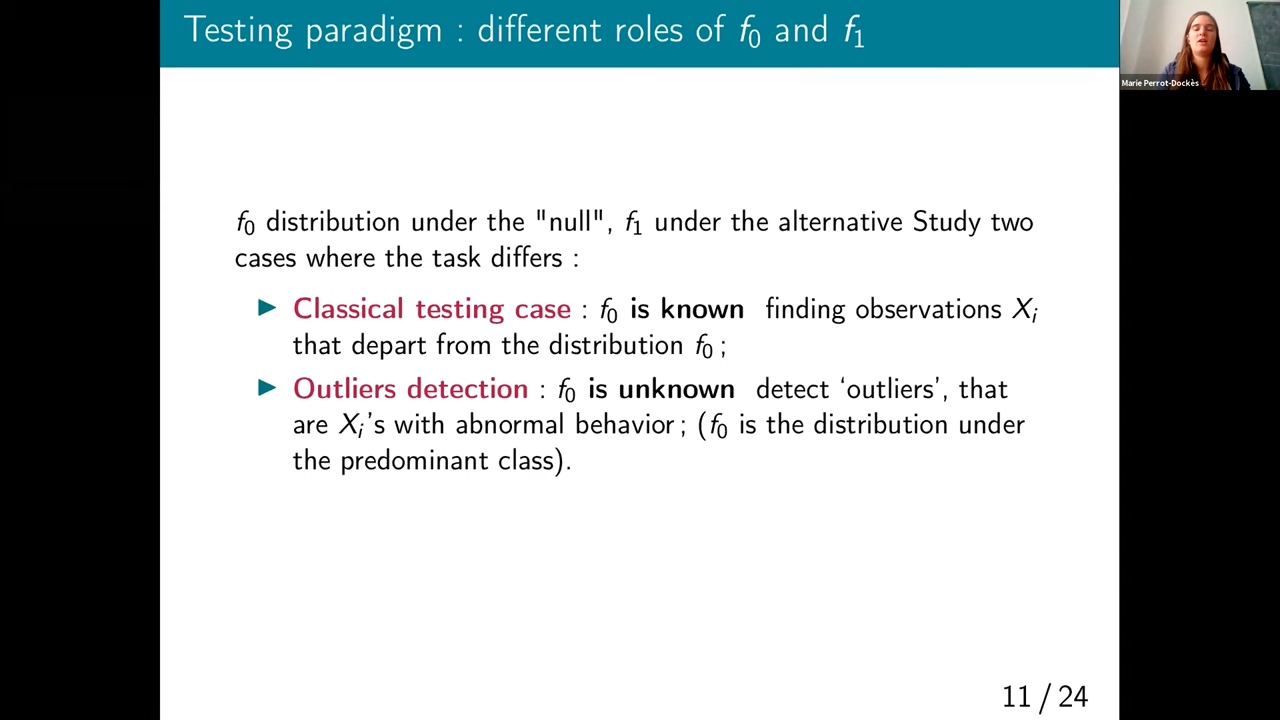 Testing paradigm : different roles of f0 and f1
Marie Perrot-Dockès
f0 distribution under the "null", f1 under the alternative Study two
cases where the task differs :
► Classical testing case : f0 is known finding observations Xi
that depart from the distribution f0 ;
► Outliers detection : f0 is unknown detect ‘outliers’, that
are Xi’s with abnormal behavior ; (f0 is the distribution under
the predominant class).
11 / 24